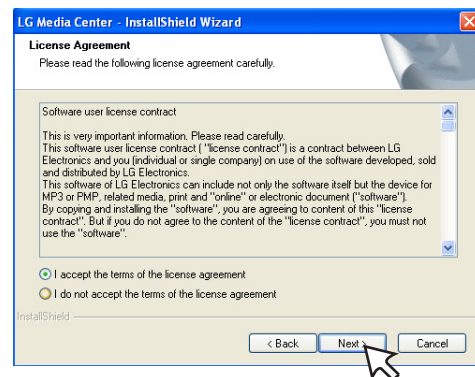 LG Media Center - InstallShield Wizard
License Agreement
Please read the following license agreement carefully.
Software user license contract
This is very important information. Please read carefully.
This software user license contract ( "license contract") is a contract between LG
Electronics and you (individual or single company) on use of the software developed, sold
and distributed by LG Electronics.
This software of LG Electronics can include not only the software itself but the device for
MP3 or PMP, related media, print and "online" or electronic document ("software").
By copying and installing the "software", you are agreeing to content of this "license
contract". But if you do not agree to the content of the "license contract", you must not
use the "software".
I accept the terms of the license agreement
I do not accept the terms of the license agreement
InstallShield
< Back Next > Cancel